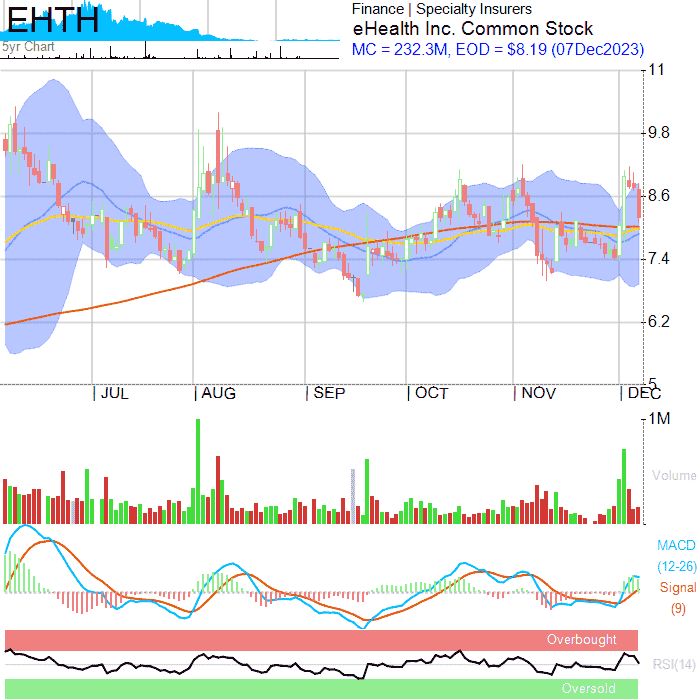 EHTH
5yr Chart
Finance | Specialty Insurers
eHealth Inc. Common Stock
MC = 232.3M, EOD = $8.19 (07Dec2023)
11
9.8
8.6
7.4
6.2
5
JUL AUG SEP OCT NOV DEC
1M
Volume
MACD
(12-26)
Signal
(9)
Overbought
RSI(14)
Oversold